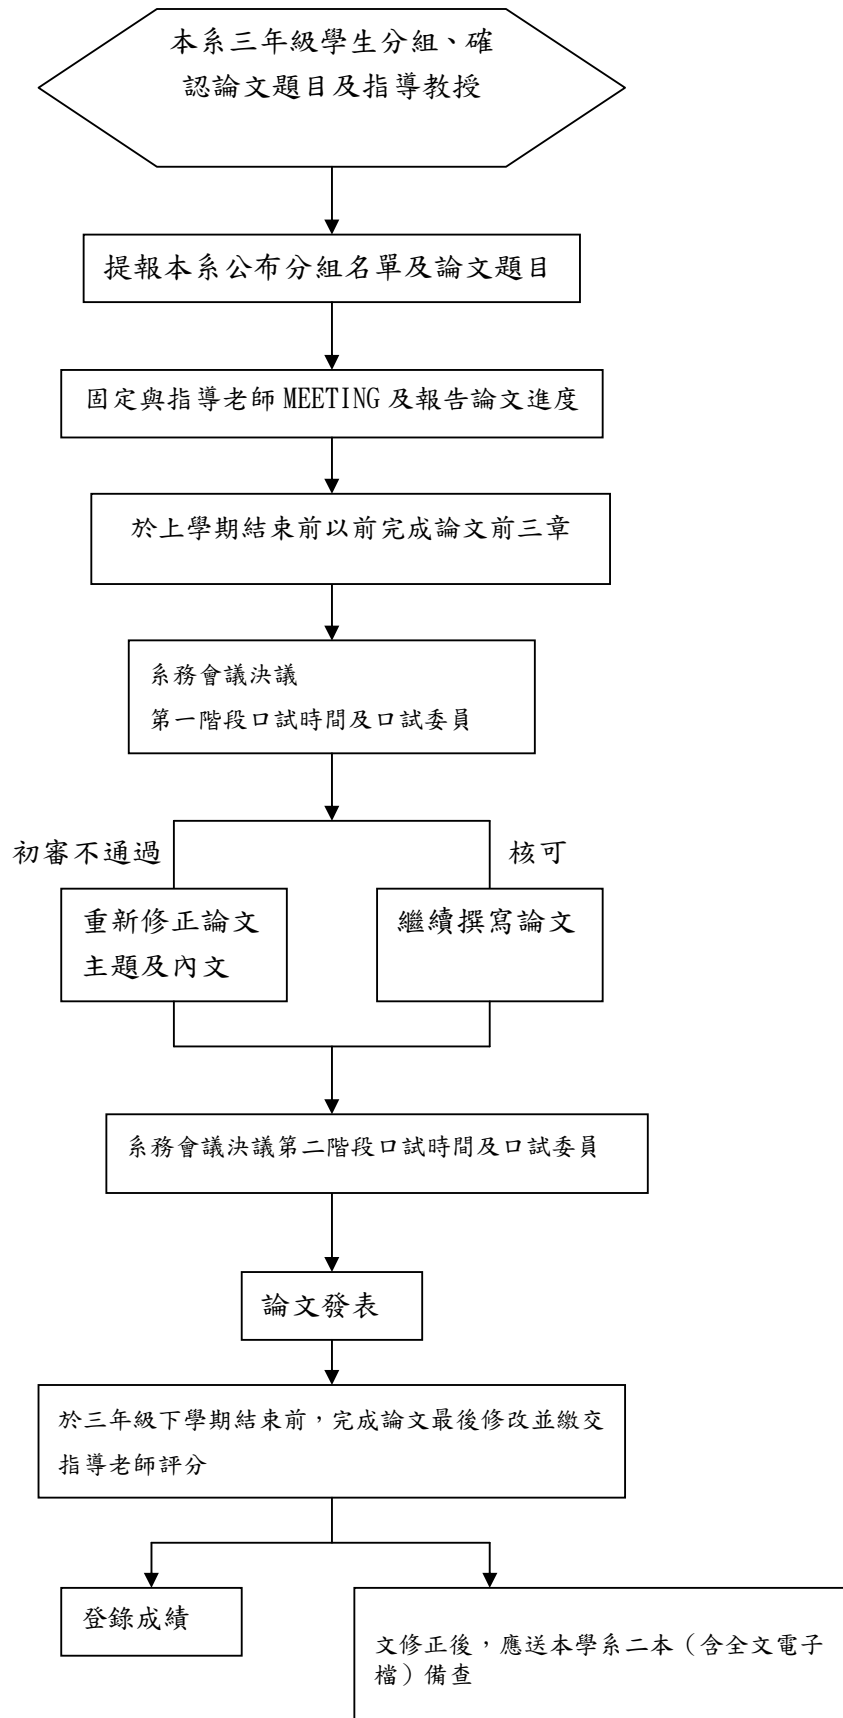 本系三年級學生分組、確
認論文題目及指導教授
提報本系公布分組名單及論文題目
固定與指導老師 MEETING 及報告論文進度
於上學期結束前以前完成論文前三章
系務會議決議
第一階段口試時間及口試委員
初審不通過
核可
重新修正論文
主題及內文
繼續撰寫論文
系務會議決議第二階段口試時間及口試委員
論文發表
於三年級下學期結束前，完成論文最後修改並繳交
指導老師評分
登錄成績
文修正後，應送本學系二本（含全文電子
檔）備查